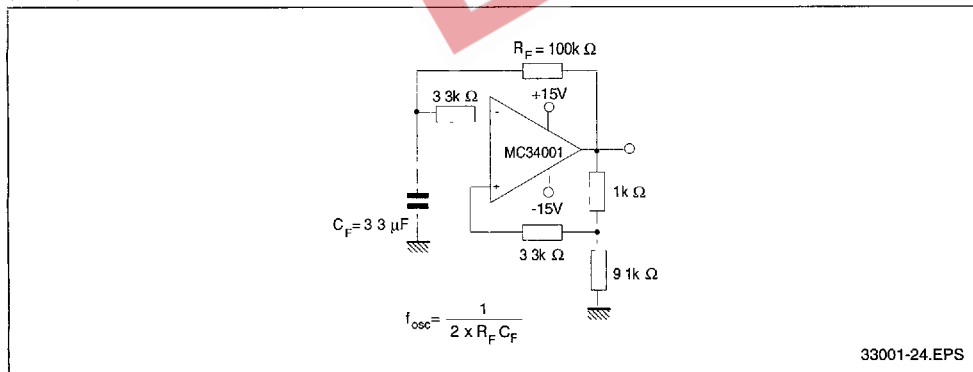 R_F = 100k Ω
3 3k Ω
+15V
-
MC34001
+
-15V
1k Ω
C_F = 3 3 µF
3 3k Ω
9 1k Ω
f_osc = 1 / 2 x R_F C_F
33001-24.EPS